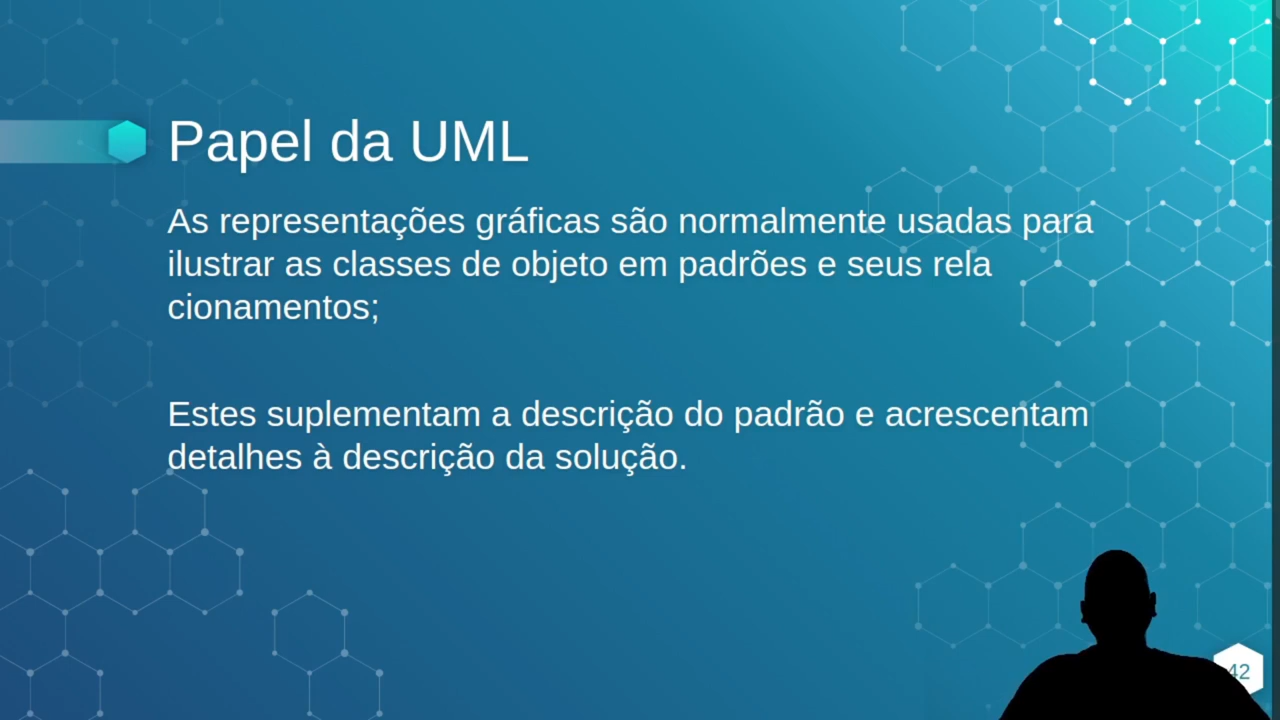 Papel da UML
As representações gráficas são normalmente usadas para
ilustrar as classes de objeto em padrões e seus rela
cionamentos;
Estes suplementam a descrição do padrão e acrescentam
detalhes à descrição da solução.
42